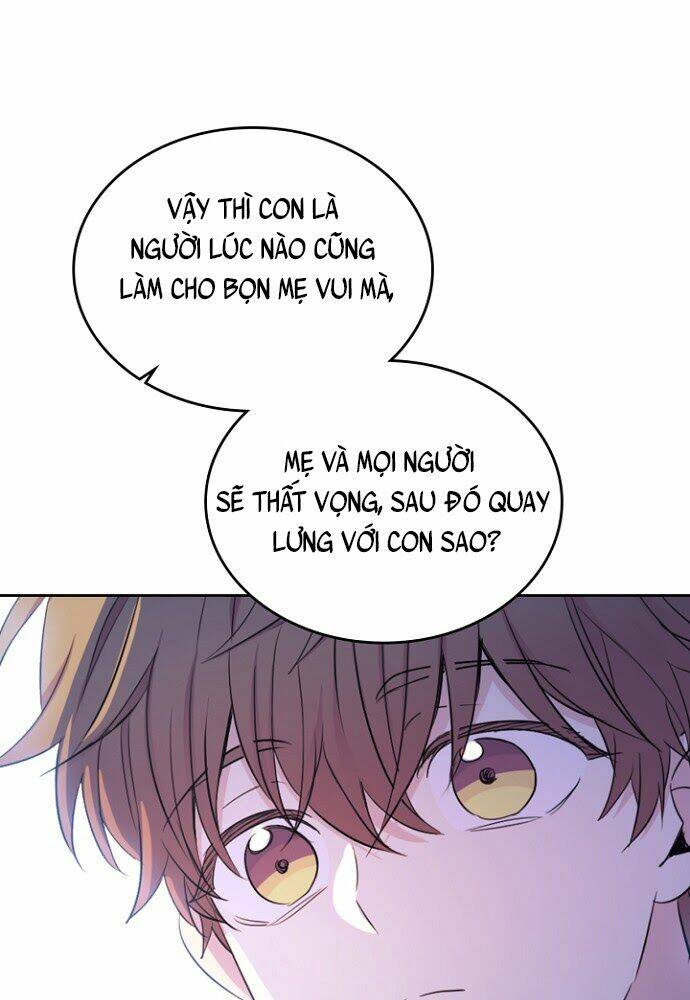 VẬY THÌ CON LÀ
NGƯỜI LÚC NÀO CŨNG
LÀM CHO BỌN MẸ VUI MÀ,
MẸ VÀ MỌI NGƯỜI
SẼ THẤT VỌNG, SAU ĐÓ QUAY
LƯNG VỚI CON SAO?